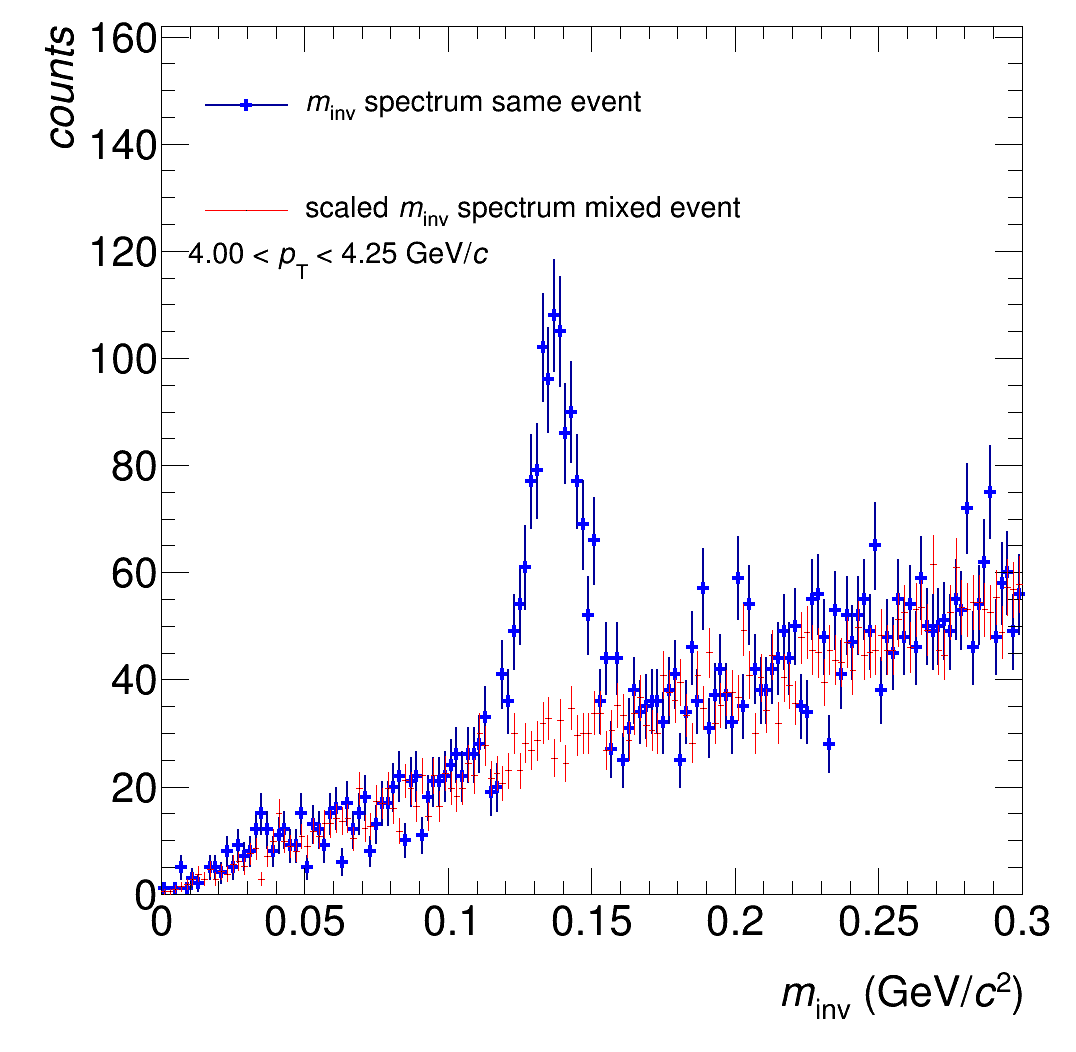 counts
160
140
120
100
80
60
40
20
0
m_inv spectrum same event
scaled m_inv spectrum mixed event
4.00 < p_T < 4.25 GeV/c
0 0.05 0.1 0.15 0.2 0.25 0.3
m_inv (GeV/c²)